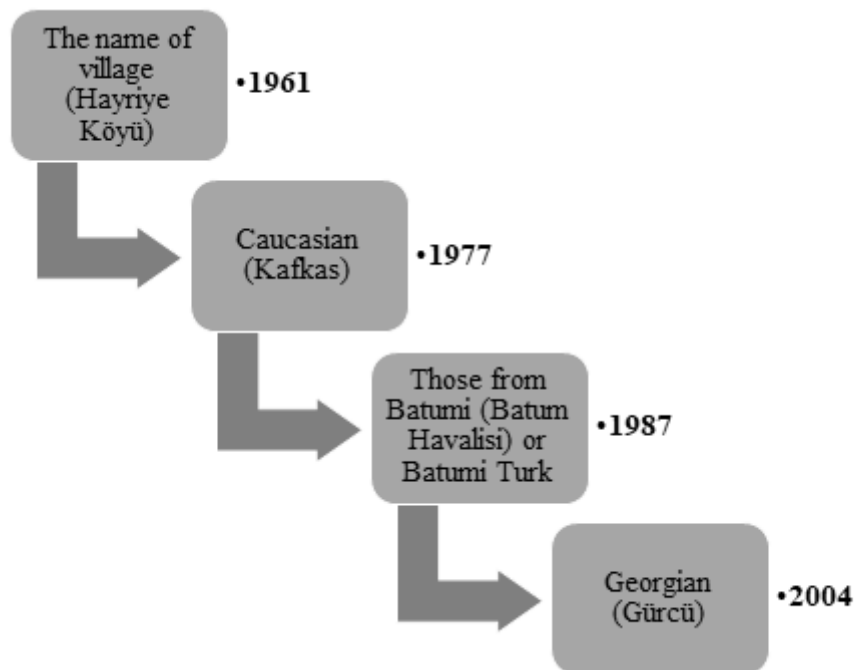 The name of
village
(Hayriye
Köyü)
•1961
Caucasian
(Kafkas)
•1977
Those from
Batumi (Batum
Havalisi) or
Batumi Turk
•1987
Georgian
(Gürcü)
•2004